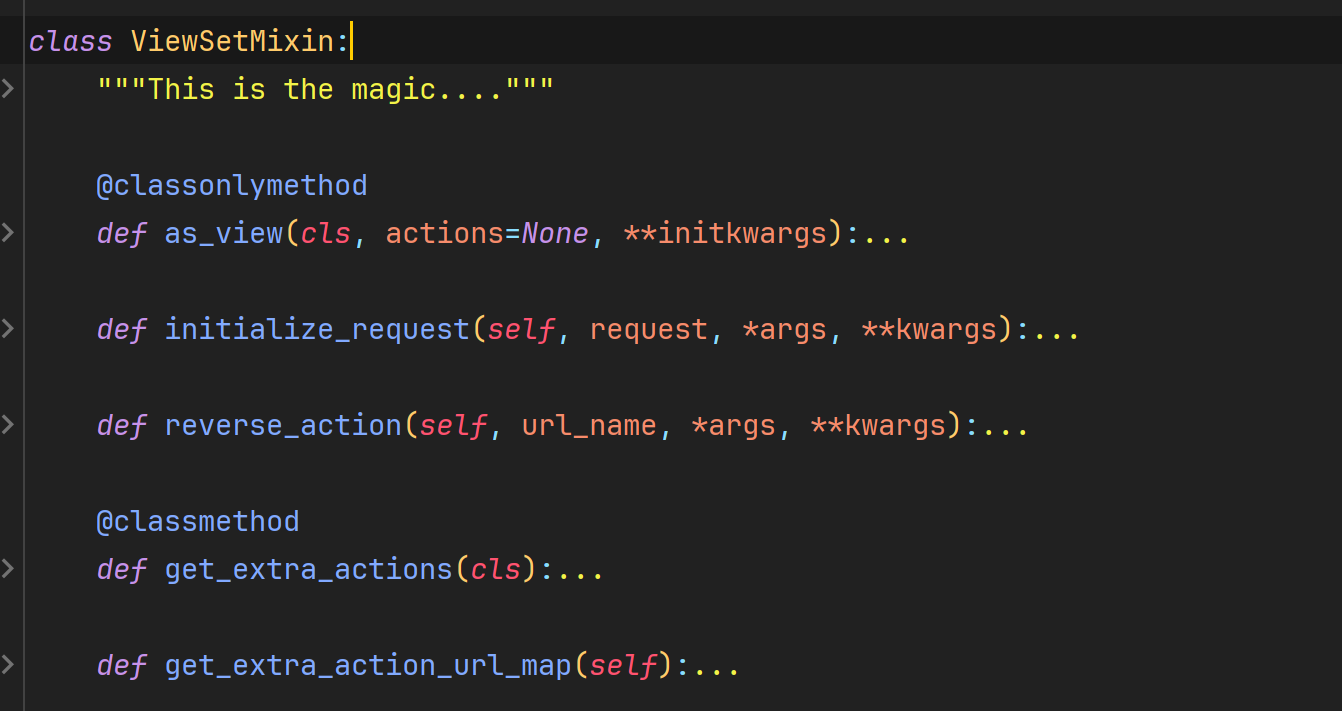 class ViewSetMixin:
"""This is the magic...."""
@classonlymethod
def as_view(cls, actions=None, **initkwargs):...
def initialize_request(self, request, *args, **kwargs):...
def reverse_action(self, url_name, *args, **kwargs):...
@classmethod
def get_extra_actions(cls):...
def get_extra_action_url_map(self):...